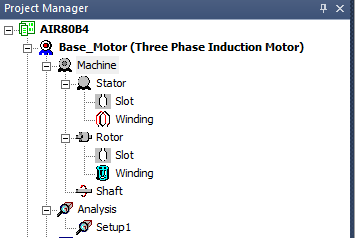 Project Manager
AIR80B4
Base_Motor (Three Phase Induction Motor)
Machine
Stator
Slot
Winding
Rotor
Slot
Winding
Shaft
Analysis
Setup1